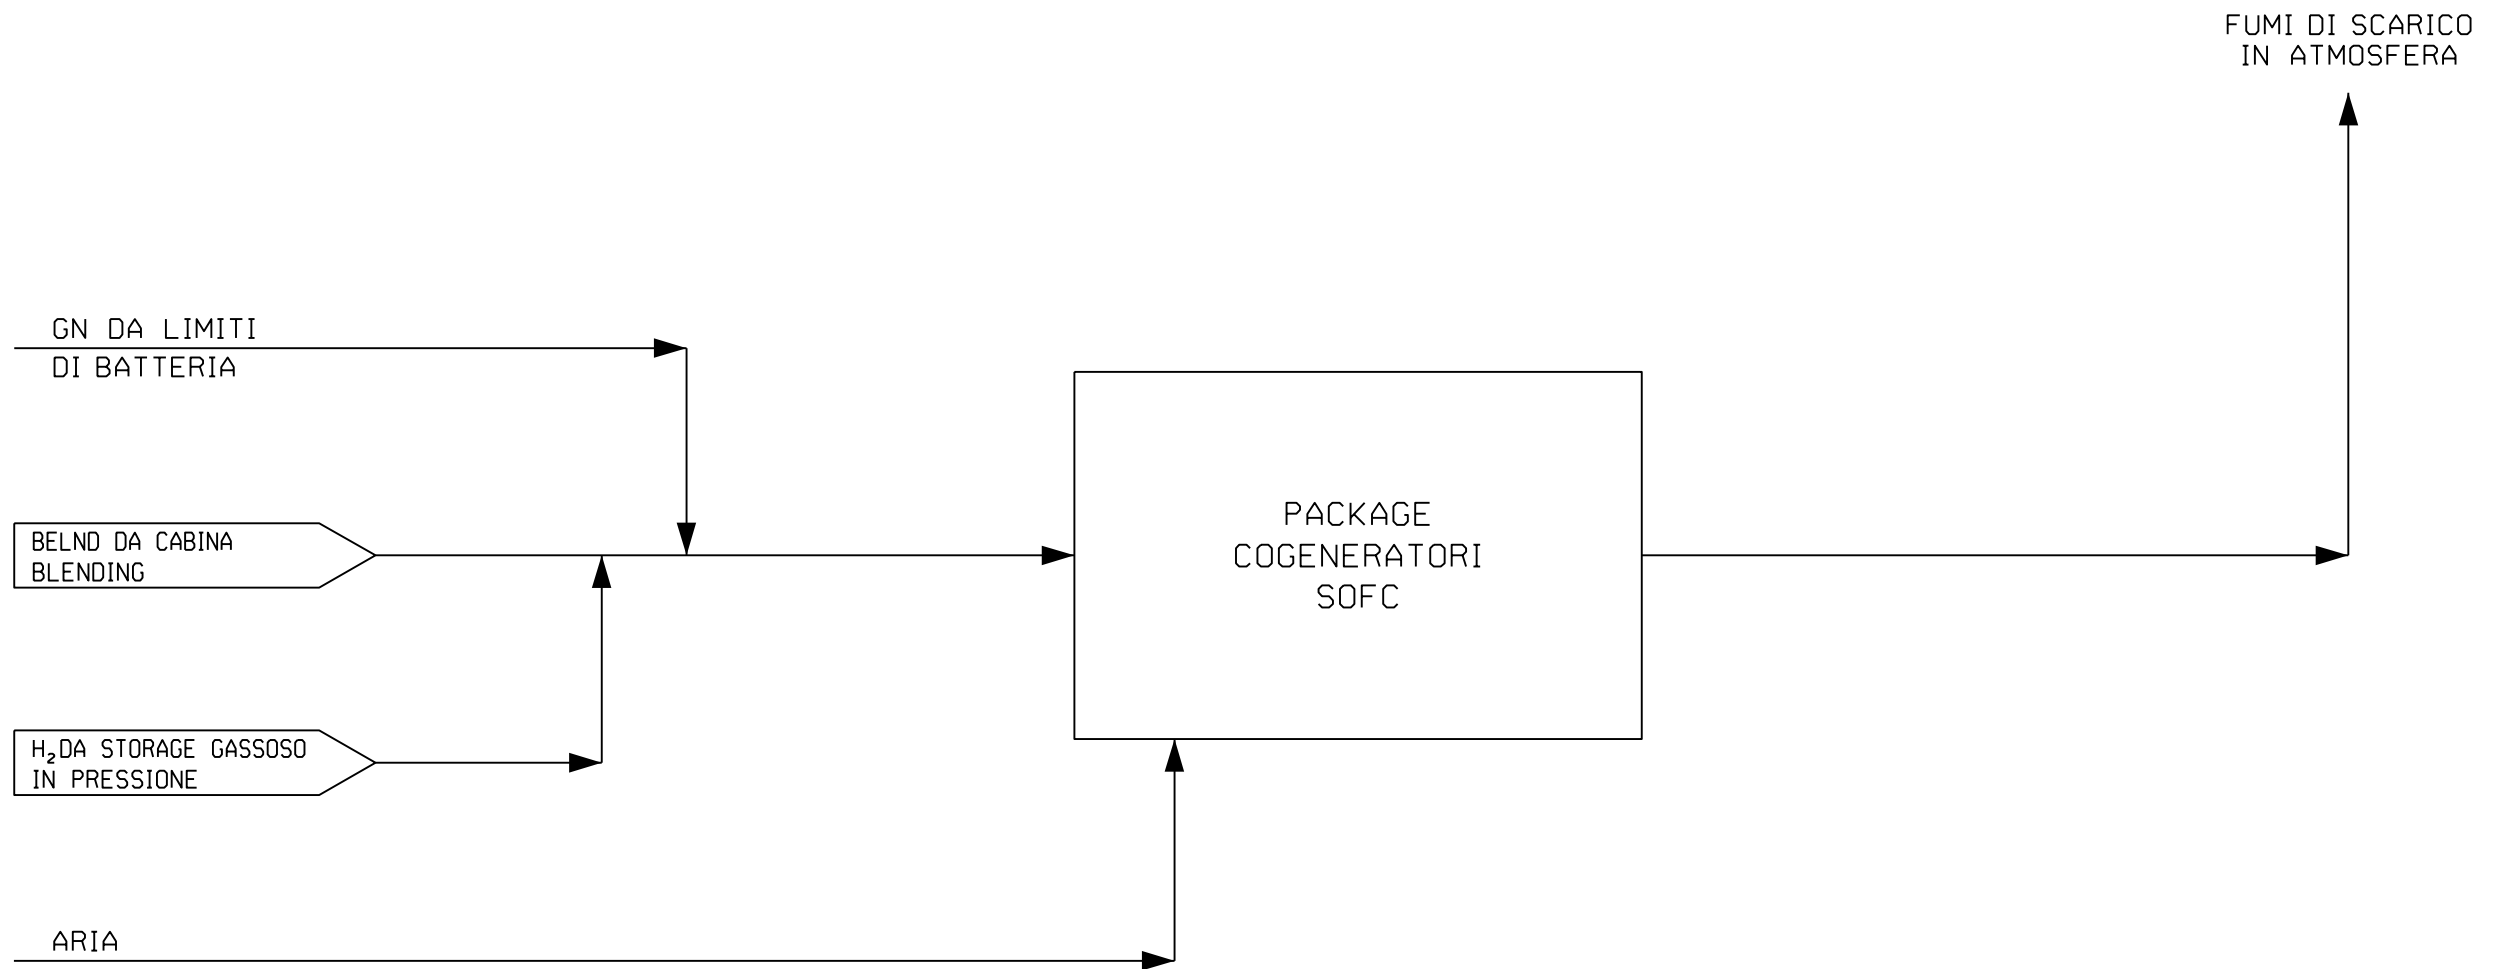 FUMI DI SCARICO
IN ATMOSFERA
GN DA LIMITI
DI BATTERIA
PACKAGE
COGENERATORI
SOFC
BELND DA CABINA
BLENDING
H₂DA STORAGE GASSOSO
IN PRESSIONE
ARIA